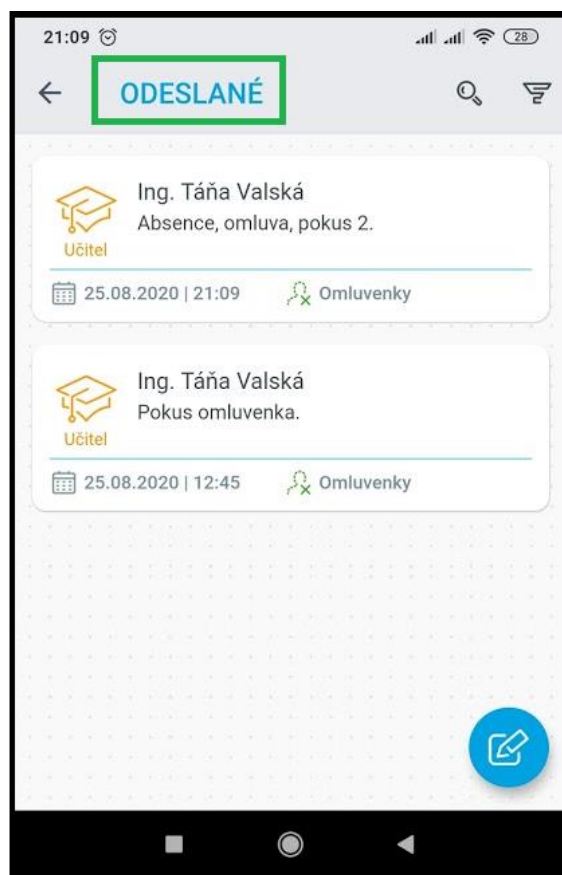 21:09 28
ODESLANÉ
Ing. Táňa Valská
Absence, omluva, pokus 2.
Učitel
25.08.2020 | 21:09 Omluvenky
Ing. Táňa Valská
Pokus omluvenka.
Učitel
25.08.2020 | 12:45 Omluvenky